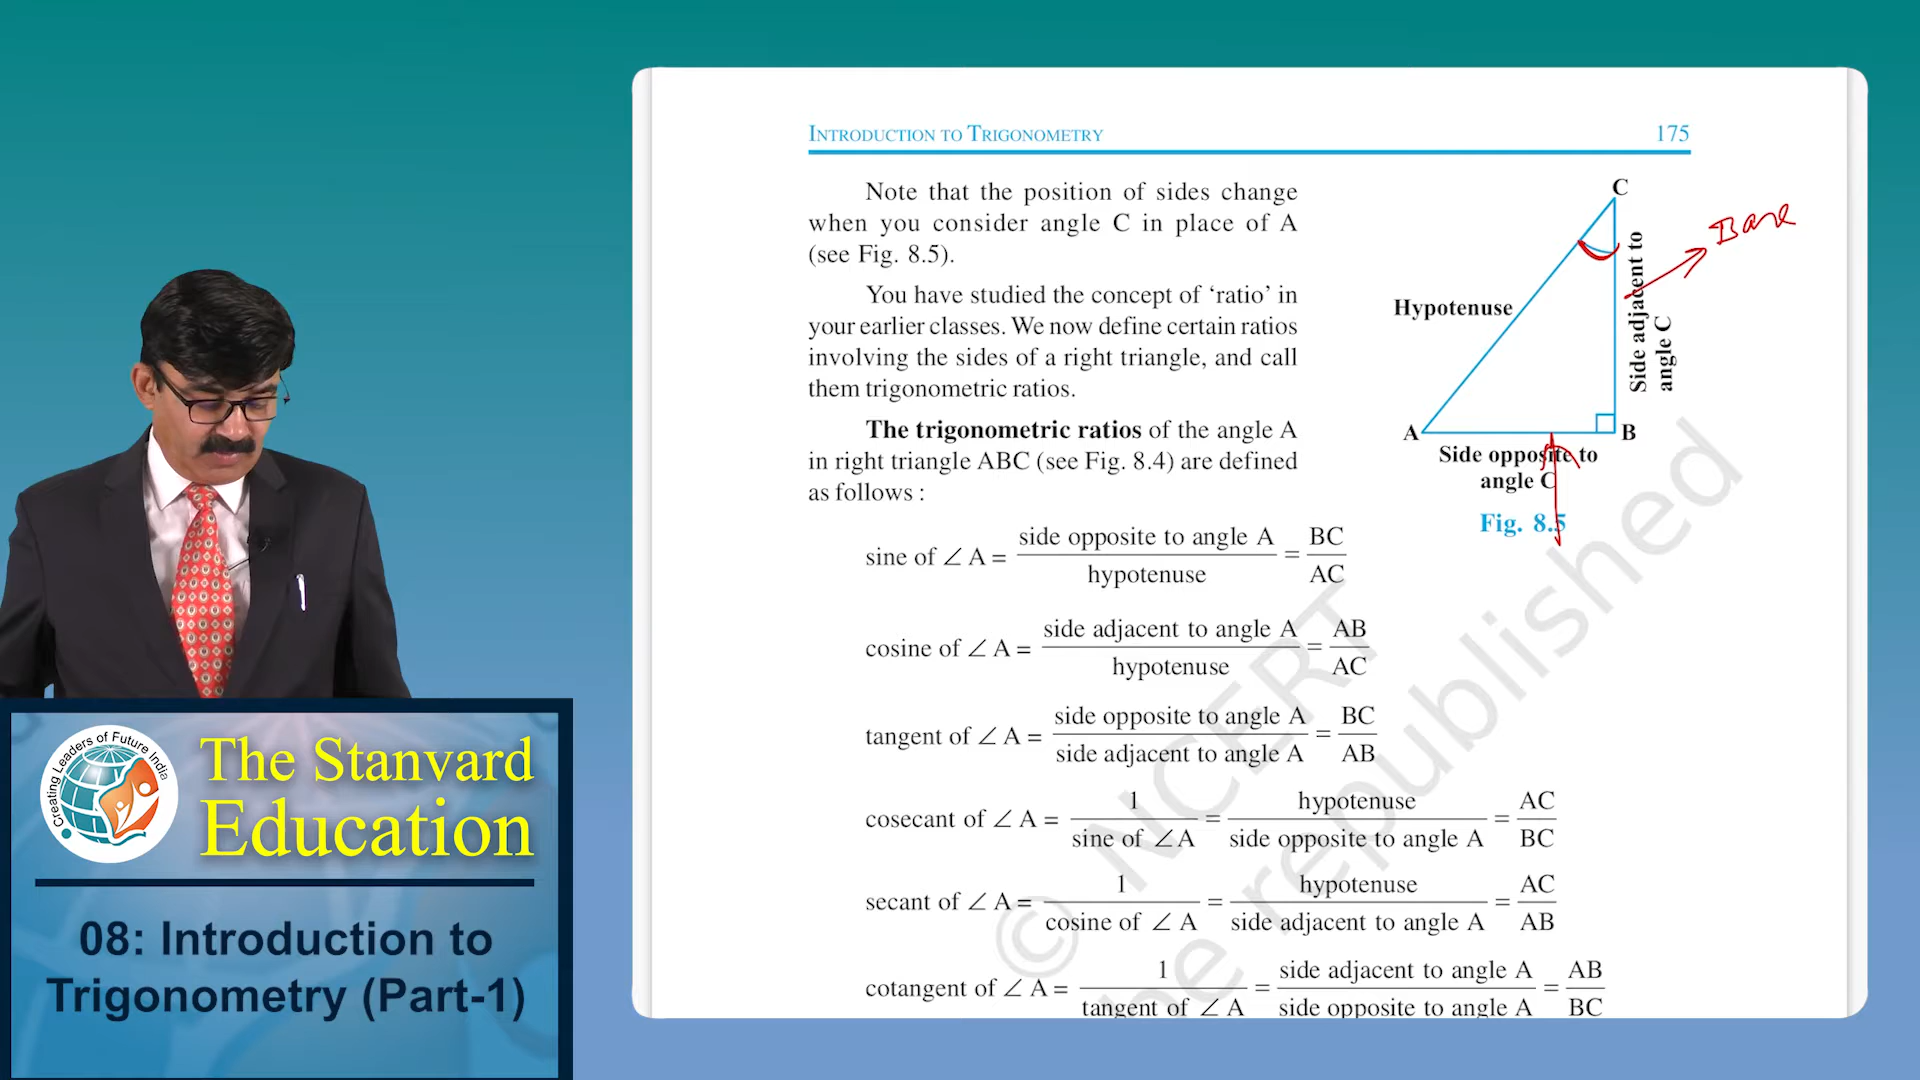 INTRODUCTION TO TRIGONOMETRY 175
Note that the position of sides change
when you consider angle C in place of A
(see Fig. 8.5).
You have studied the concept of ‘ratio’ in
your earlier classes. We now define certain ratios
involving the sides of a right triangle, and call
them trigonometric ratios.
The trigonometric ratios of the angle A
in right triangle ABC (see Fig. 8.4) are defined
as follows :
C
Hypotenuse
Side adjacent to
angle C
Base
A
B
Side opposite to
angle C
Fig. 8.5
sine of ∠ A = side opposite to angle A / hypotenuse = BC / AC
cosine of ∠ A = side adjacent to angle A / hypotenuse = AB / AC
tangent of ∠ A = side opposite to angle A / side adjacent to angle A = BC / AB
cosecant of ∠ A = 1 / sine of ∠ A = hypotenuse / side opposite to angle A = AC / BC
secant of ∠ A = 1 / cosine of ∠ A = hypotenuse / side adjacent to angle A = AC / AB
cotangent of ∠ A = 1 / tangent of ∠ A = side adjacent to angle A / side opposite to angle A = AB / BC
© NCERT
be republished
Creating Leaders of Future India
The Stanvard
Education
08: Introduction to
Trigonometry (Part-1)